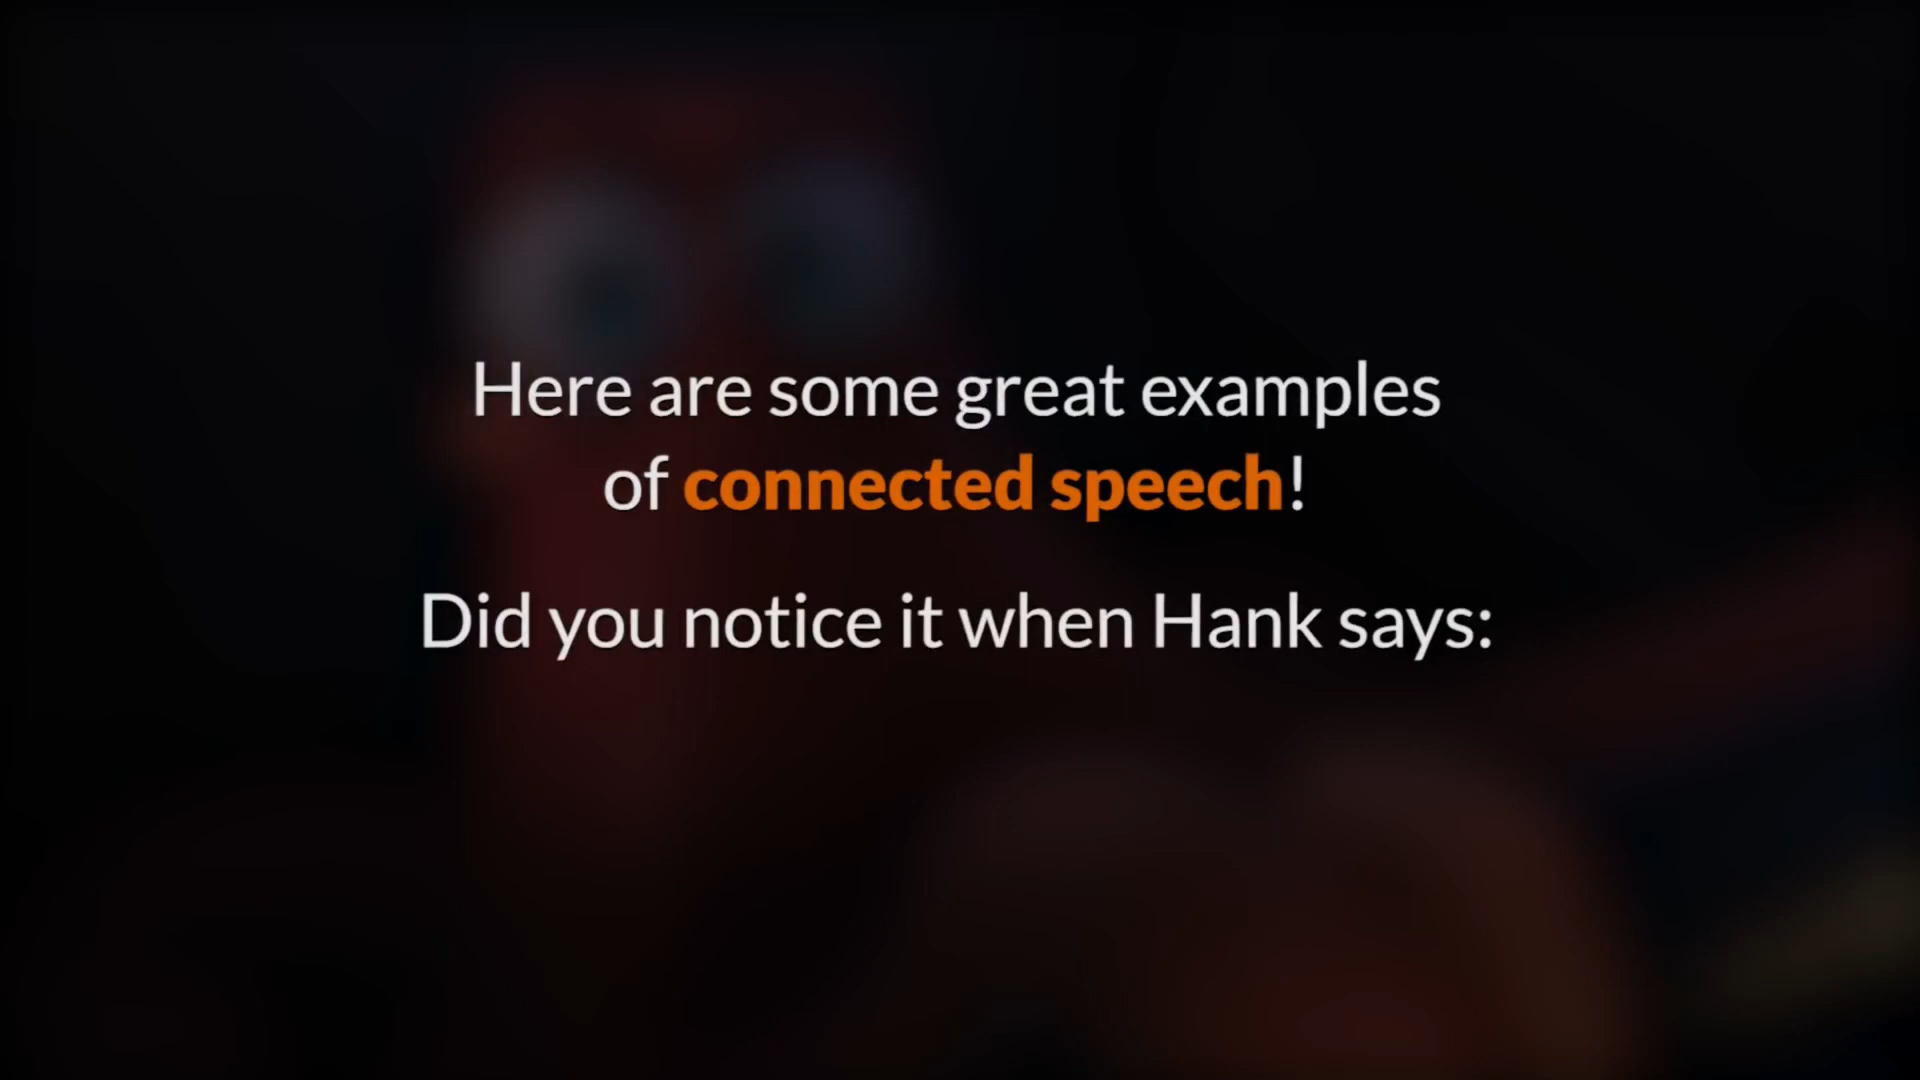 Here are some great examples
of connected speech!
Did you notice it when Hank says: